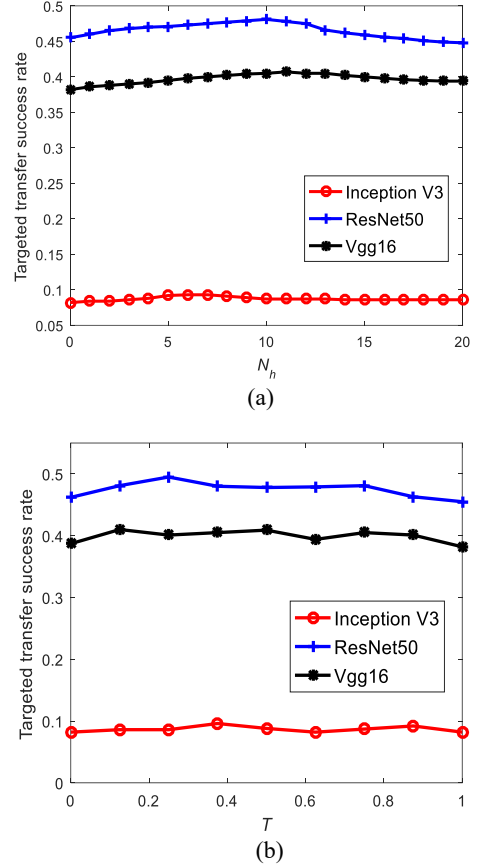 0.5
0.45
0.4
0.35
0.3
0.25
0.2
0.15
0.1
0.05
Targeted transfer success rate
Inception V3
ResNet50
Vgg16
0 5 10 15 20
N_h
(a)
0.5
0.4
0.3
0.2
0.1
0
Targeted transfer success rate
Inception V3
ResNet50
Vgg16
0 0.2 0.4 0.6 0.8 1
T
(b)